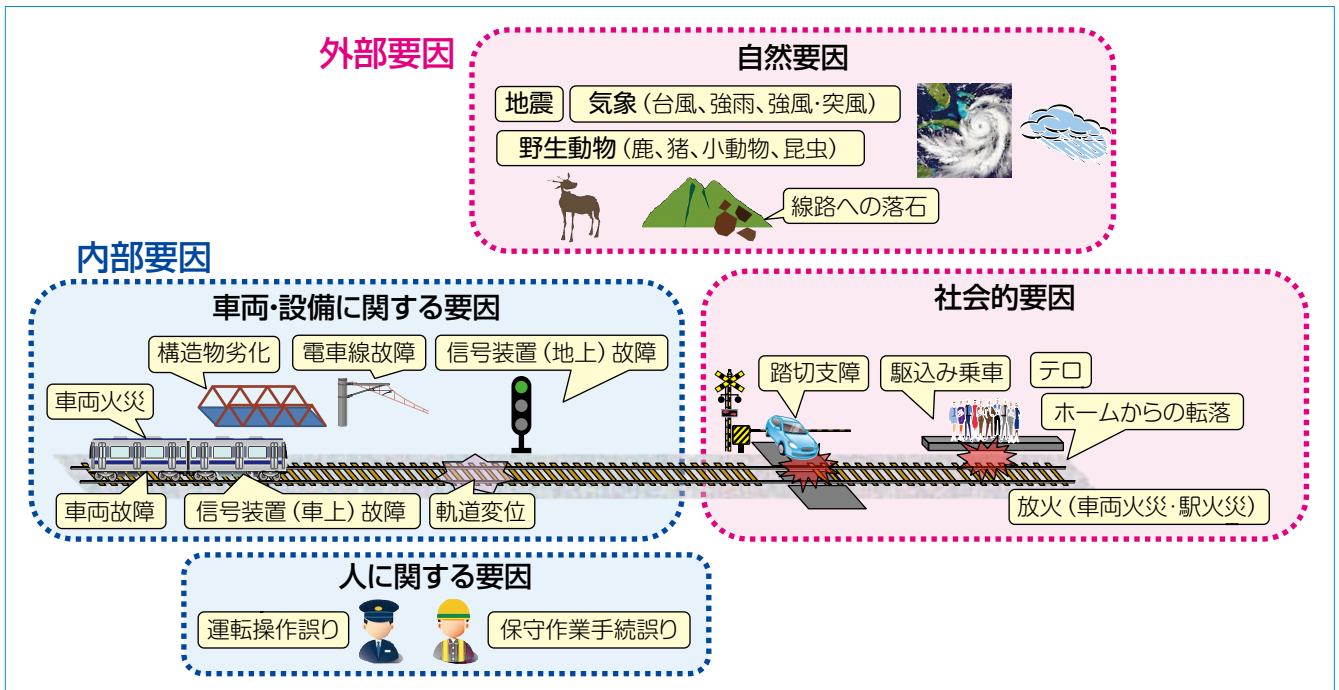 外部要因
自然要因
地震
気象(台風、強雨、強風・突風)
野生動物(鹿、猪、小動物、昆虫)
線路への落石
内部要因
車両・設備に関する要因
構造物劣化
電車線故障
信号装置(地上)故障
車両火災
車両故障
信号装置(車上)故障
軌道変位
社会的要因
踏切支障
駆込み乗車
テロ
ホームからの転落
放火(車両火災・駅火災)
人に関する要因
運転操作誤り
保守作業手続誤り